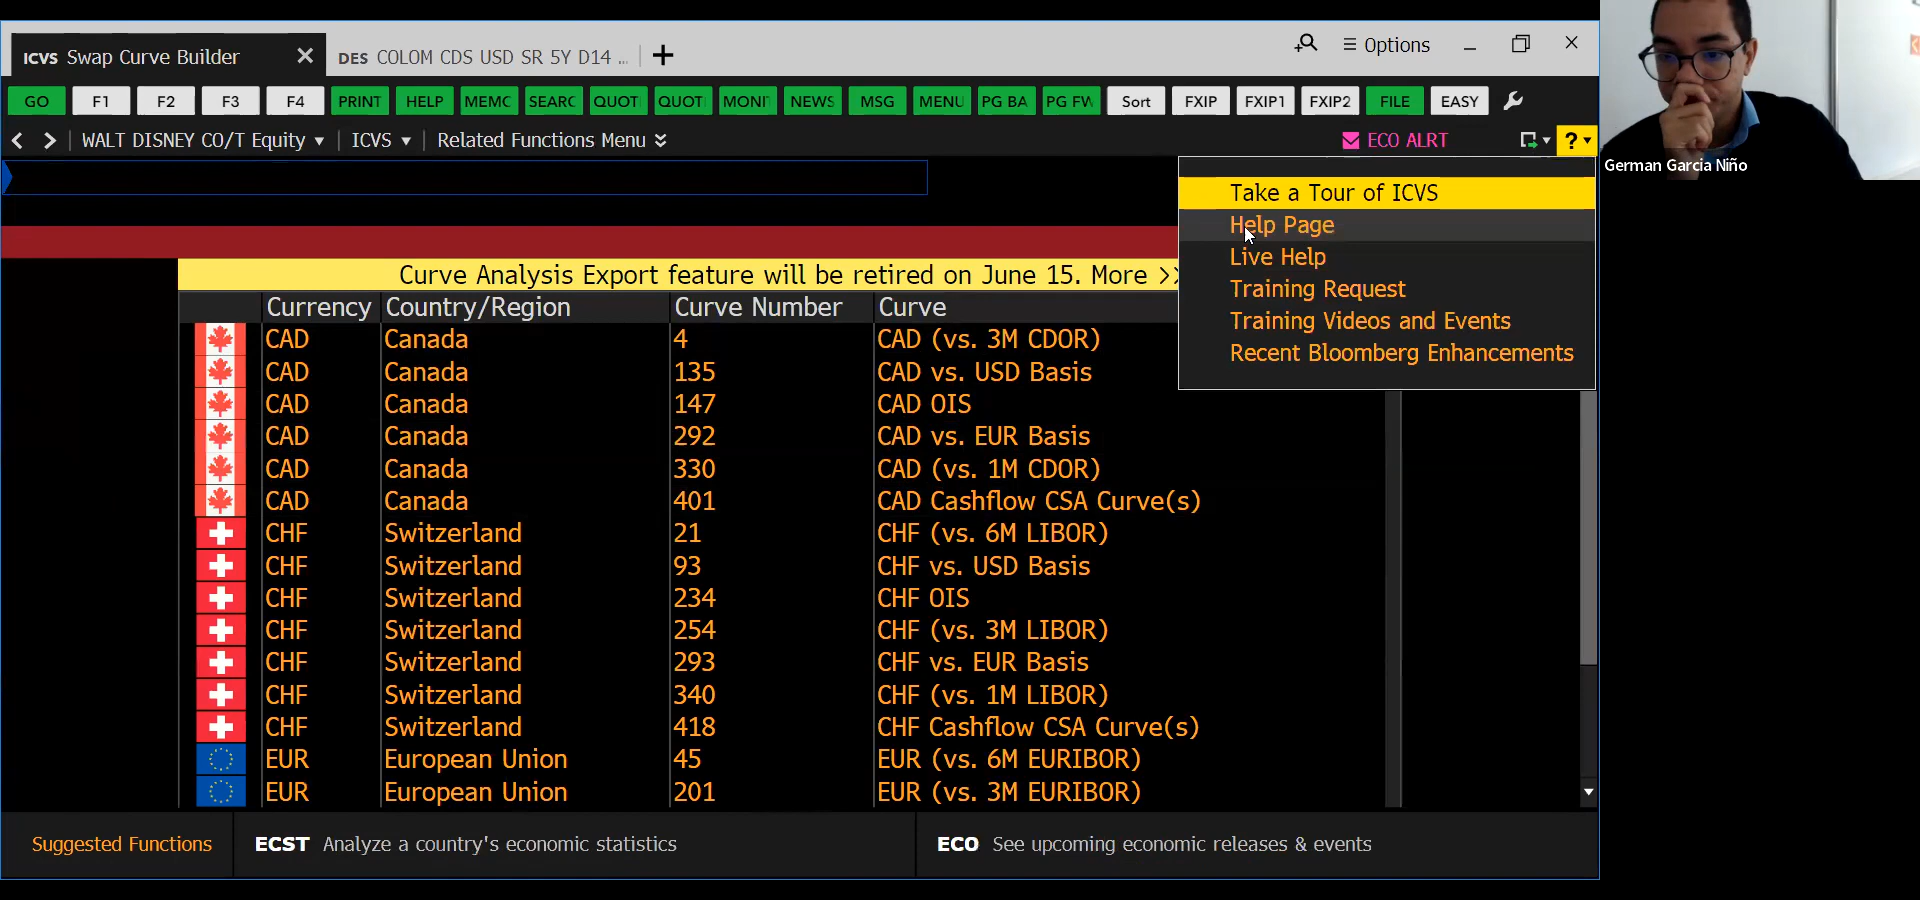 ICVS Swap Curve Builder
DES COLOM CDS USD SR 5Y D14 ...
Options
GO F1 F2 F3 F4 PRINT HELP MEMC SEARC QUOT QUOT MONI NEWS MSG MENU PG BA PG FW Sort FXIP FXIP1 FXIP2 FILE EASY
WALT DISNEY CO/T Equity ICVS Related Functions Menu ECO ALRT ?
German Garcia Niño
Take a Tour of ICVS
Help Page
Live Help
Training Request
Training Videos and Events
Recent Bloomberg Enhancements
Curve Analysis Export feature will be retired on June 15. More >>
Currency Country/Region Curve Number Curve
CAD Canada 4 CAD (vs. 3M CDOR)
CAD Canada 135 CAD vs. USD Basis
CAD Canada 147 CAD OIS
CAD Canada 292 CAD vs. EUR Basis
CAD Canada 330 CAD (vs. 1M CDOR)
CAD Canada 401 CAD Cashflow CSA Curve(s)
CHF Switzerland 21 CHF (vs. 6M LIBOR)
CHF Switzerland 93 CHF vs. USD Basis
CHF Switzerland 234 CHF OIS
CHF Switzerland 254 CHF (vs. 3M LIBOR)
CHF Switzerland 293 CHF vs. EUR Basis
CHF Switzerland 340 CHF (vs. 1M LIBOR)
CHF Switzerland 418 CHF Cashflow CSA Curve(s)
EUR European Union 45 EUR (vs. 6M EURIBOR)
EUR European Union 201 EUR (vs. 3M EURIBOR)
Suggested Functions ECST Analyze a country's economic statistics ECO See upcoming economic releases & events